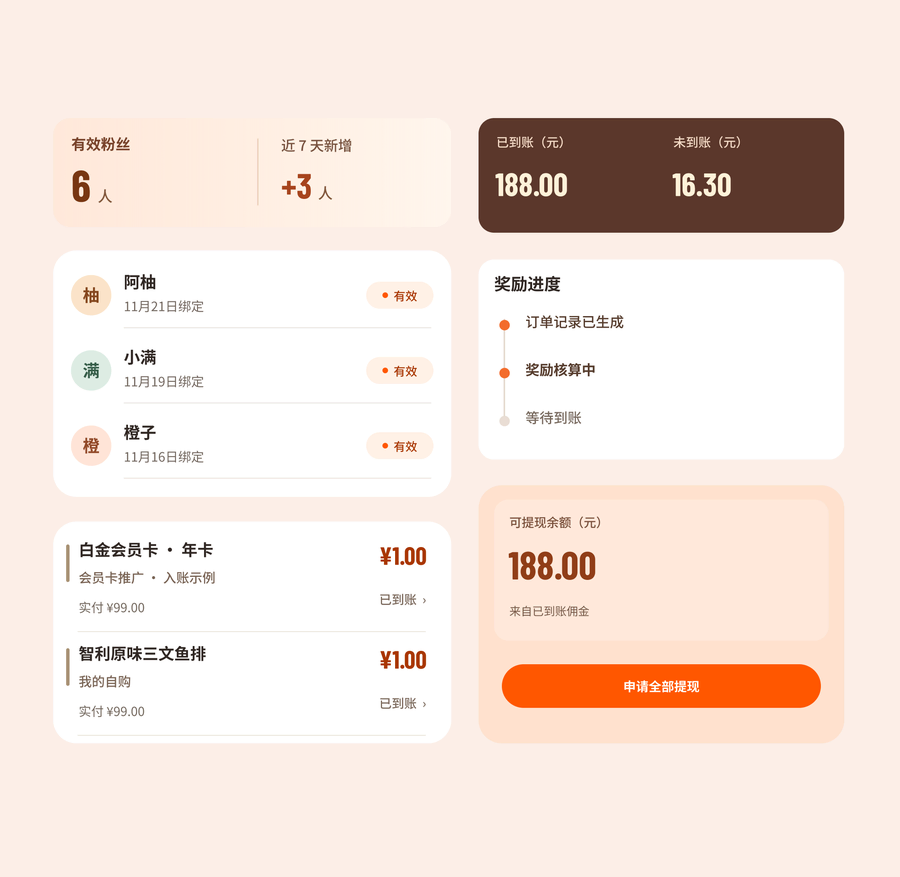 有效粉丝
6 人
近 7 天新增
+3 人
柚
阿柚
11月21日绑定
有效
满
小满
11月19日绑定
有效
橙
橙子
11月16日绑定
有效
白金会员卡 · 年卡
¥1.00
会员卡推广 · 入账示例
已到账 ›
实付 ¥99.00
智利原味三文鱼排
¥1.00
我的自购
已到账 ›
实付 ¥99.00
已到账（元）
188.00
未到账（元）
16.30
奖励进度
订单记录已生成
奖励核算中
等待到账
可提现余额（元）
188.00
来自已到账佣金
申请全部提现